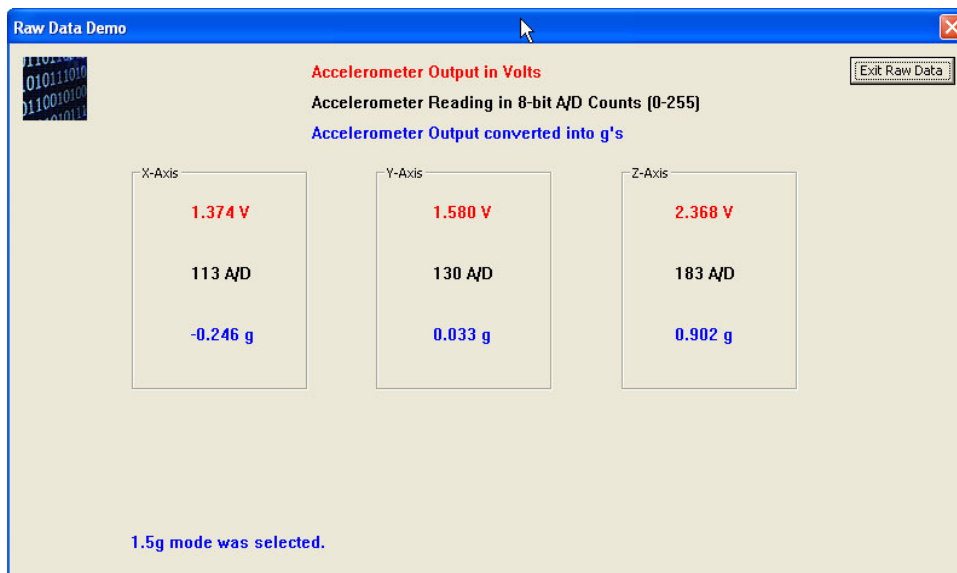 Raw Data Demo
Accelerometer Output in Volts
Exit Raw Data
Accelerometer Reading in 8-bit A/D Counts (0-255)
Accelerometer Output converted into g's
X-Axis
1.374 V
113 A/D
-0.246 g
Y-Axis
1.580 V
130 A/D
0.033 g
Z-Axis
2.368 V
183 A/D
0.902 g
1.5g mode was selected.